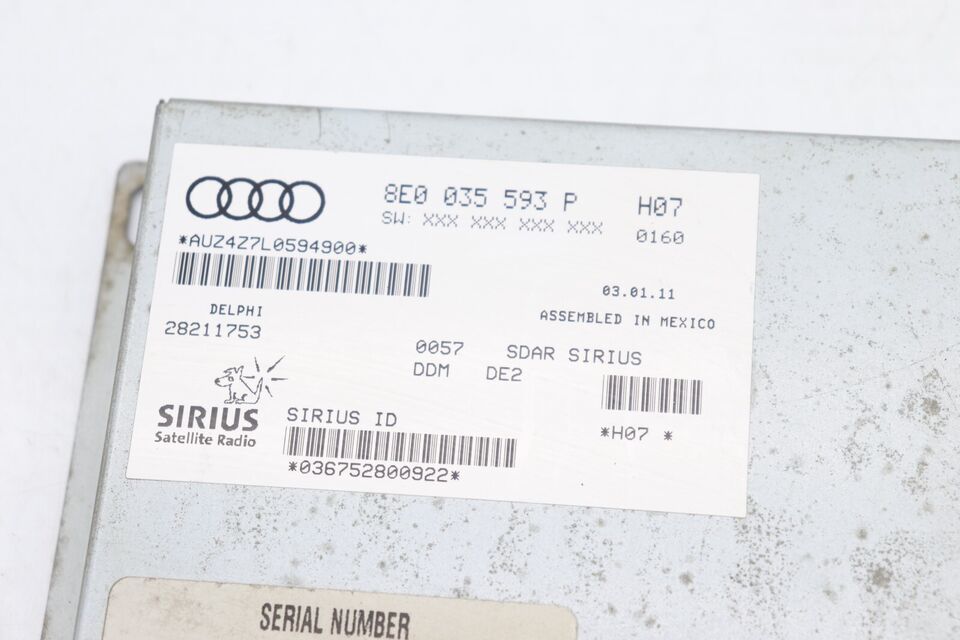 8E0 035 593 P H07
SW: XXX XXX XXX XXX 0160
*AUZ4Z7L0594900*
03.01.11
DELPHI
ASSEMBLED IN MEXICO
28211753
0057 SDAR SIRIUS
DDM DE2
SIRIUS
Satellite Radio
SIRIUS ID
*H07 *
*036752800922*
SERIAL NUMBER